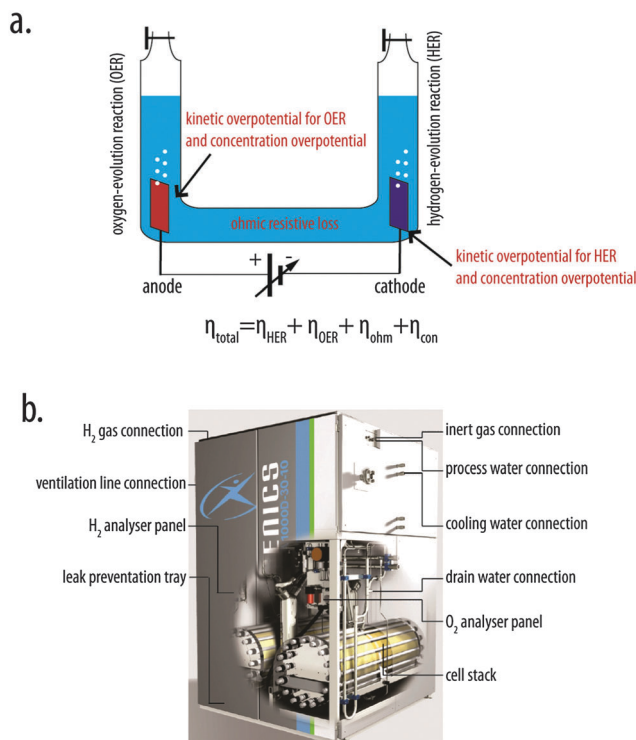 a.
oxygen-evolution reaction (OER)
hydrogen-evolution reaction (HER)
kinetic overpotential for OER
and concentration overpotential
ohmic resistive loss
kinetic overpotential for HER
and concentration overpotential
+ -
anode
cathode
η_total=η_HER+ η_OER+ η_ohm+η_con
b.
H₂ gas connection
ventilation line connection
H₂ analyser panel
leak preventation tray
ENICS
inert gas connection
process water connection
cooling water connection
drain water connection
O₂ analyser panel
cell stack